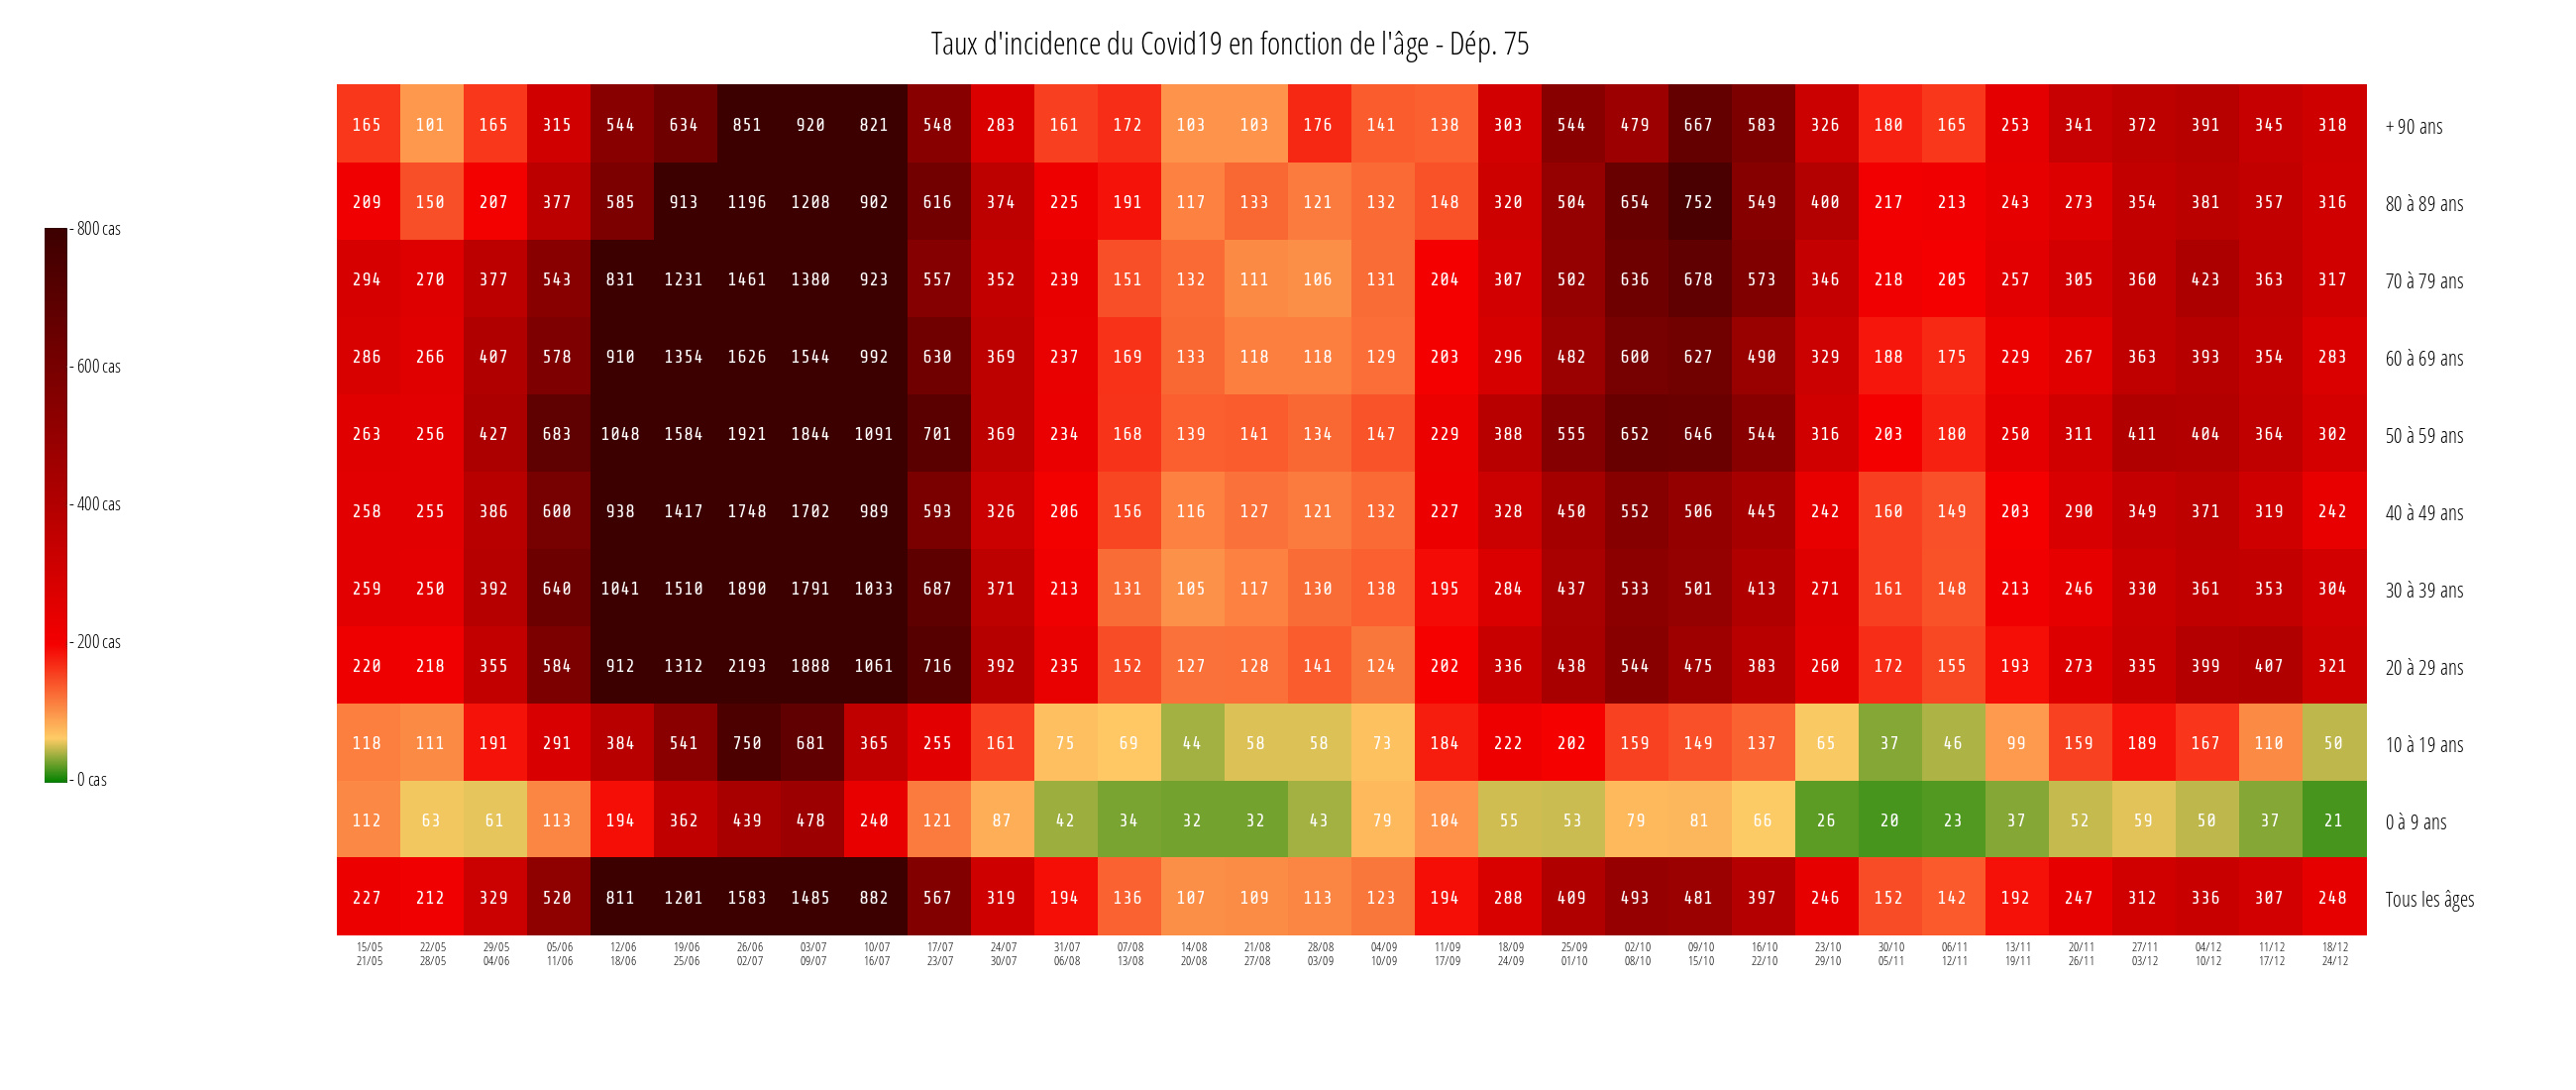 Taux d'incidence du Covid19 en fonction de l'âge - Dép. 75
- 800 cas
- 600 cas
- 400 cas
- 200 cas
- 0 cas
165 101 165 315 544 634 851 920 821 548 283 161 172 103 103 176 141 138 303 544 479 667 583 326 180 165 253 341 372 391 345 318 + 90 ans
209 150 207 377 585 913 1196 1208 902 616 374 225 191 117 133 121 132 148 320 504 654 752 549 400 217 213 243 273 354 381 357 316 80 à 89 ans
294 270 377 543 831 1231 1461 1380 923 557 352 239 151 132 111 106 131 204 307 502 636 678 573 346 218 205 257 305 360 423 363 317 70 à 79 ans
286 266 407 578 910 1354 1626 1544 992 630 369 237 169 133 118 118 129 203 296 482 600 627 490 329 188 175 229 267 363 393 354 283 60 à 69 ans
263 256 427 683 1048 1584 1921 1844 1091 701 369 234 168 139 141 134 147 229 388 555 652 646 544 316 203 180 250 311 411 404 364 302 50 à 59 ans
258 255 386 600 938 1417 1748 1702 989 593 326 206 156 116 127 121 132 227 328 450 552 506 445 242 160 149 203 290 349 371 319 242 40 à 49 ans
259 250 392 640 1041 1510 1890 1791 1033 687 371 213 131 105 117 130 138 195 284 437 533 501 413 271 161 148 213 246 330 361 353 304 30 à 39 ans
220 218 355 584 912 1312 2193 1888 1061 716 392 235 152 127 128 141 124 202 336 438 544 475 383 260 172 155 193 273 335 399 407 321 20 à 29 ans
118 111 191 291 384 541 750 681 365 255 161 75 69 44 58 58 73 184 222 202 159 149 137 65 37 46 99 159 189 167 110 50 10 à 19 ans
112 63 61 113 194 362 439 478 240 121 87 42 34 32 32 43 79 104 55 53 79 81 66 26 20 23 37 52 59 50 37 21 0 à 9 ans
227 212 329 520 811 1201 1583 1485 882 567 319 194 136 107 109 113 123 194 288 409 493 481 397 246 152 142 192 247 312 336 307 248 Tous les âges
15/05 22/05 29/05 05/06 12/06 19/06 26/06 03/07 10/07 17/07 24/07 31/07 07/08 14/08 21/08 28/08 04/09 11/09 18/09 25/09 02/10 09/10 16/10 23/10 30/10 06/11 13/11 20/11 27/11 04/12 11/12 18/12
21/05 28/05 04/06 11/06 18/06 25/06 02/07 09/07 16/07 23/07 30/07 06/08 13/08 20/08 27/08 03/09 10/09 17/09 24/09 01/10 08/10 15/10 22/10 29/10 05/11 12/11 19/11 26/11 03/12 10/12 17/12 24/12